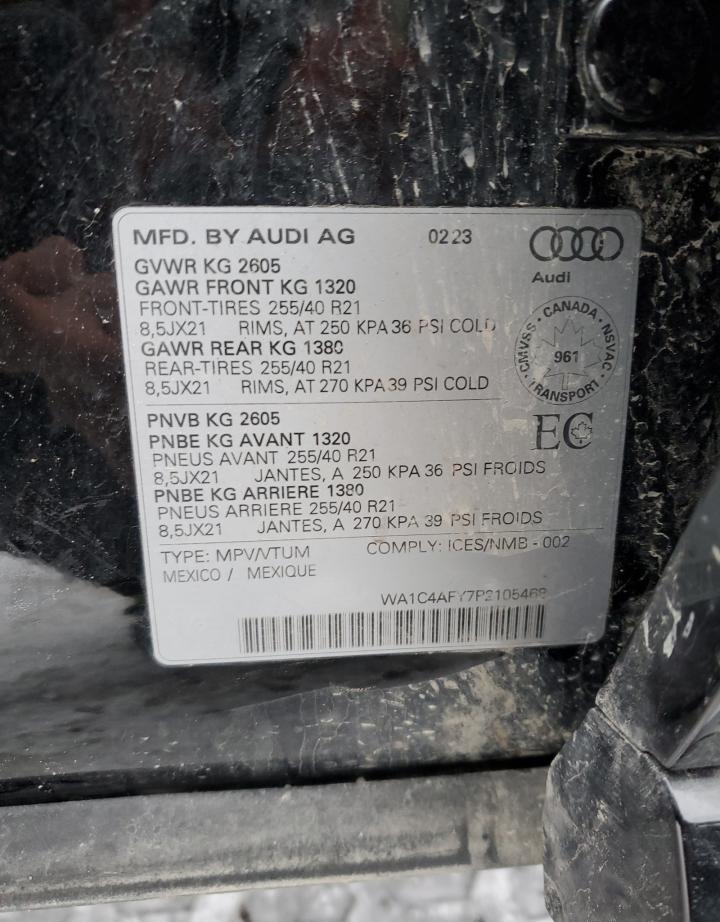 MFD. BY AUDI AG 0223
Audi
GVWR KG 2605
GAWR FRONT KG 1320
FRONT-TIRES 255/40 R21
8,5JX21 RIMS, AT 250 KPA 36 PSI COLD
GAWR REAR KG 1380
REAR-TIRES 255/40 R21
8,5JX21 RIMS, AT 270 KPA 39 PSI COLD
CMVSS · CANADA · NSVAC · TRANSPORT ·
961
PNVB KG 2605
PNBE KG AVANT 1320
PNEUS AVANT 255/40 R21
8,5JX21 JANTES, A 250 KPA 36 PSI FROIDS
PNBE KG ARRIERE 1380
PNEUS ARRIERE 255/40 R21
8,5JX21 JANTES, A 270 KPA 39 PSI FROIDS
EC
TYPE: MPV/VTUM COMPLY: ICES/NMB - 002
MEXICO / MEXIQUE
WA1C4AFY7P2105468